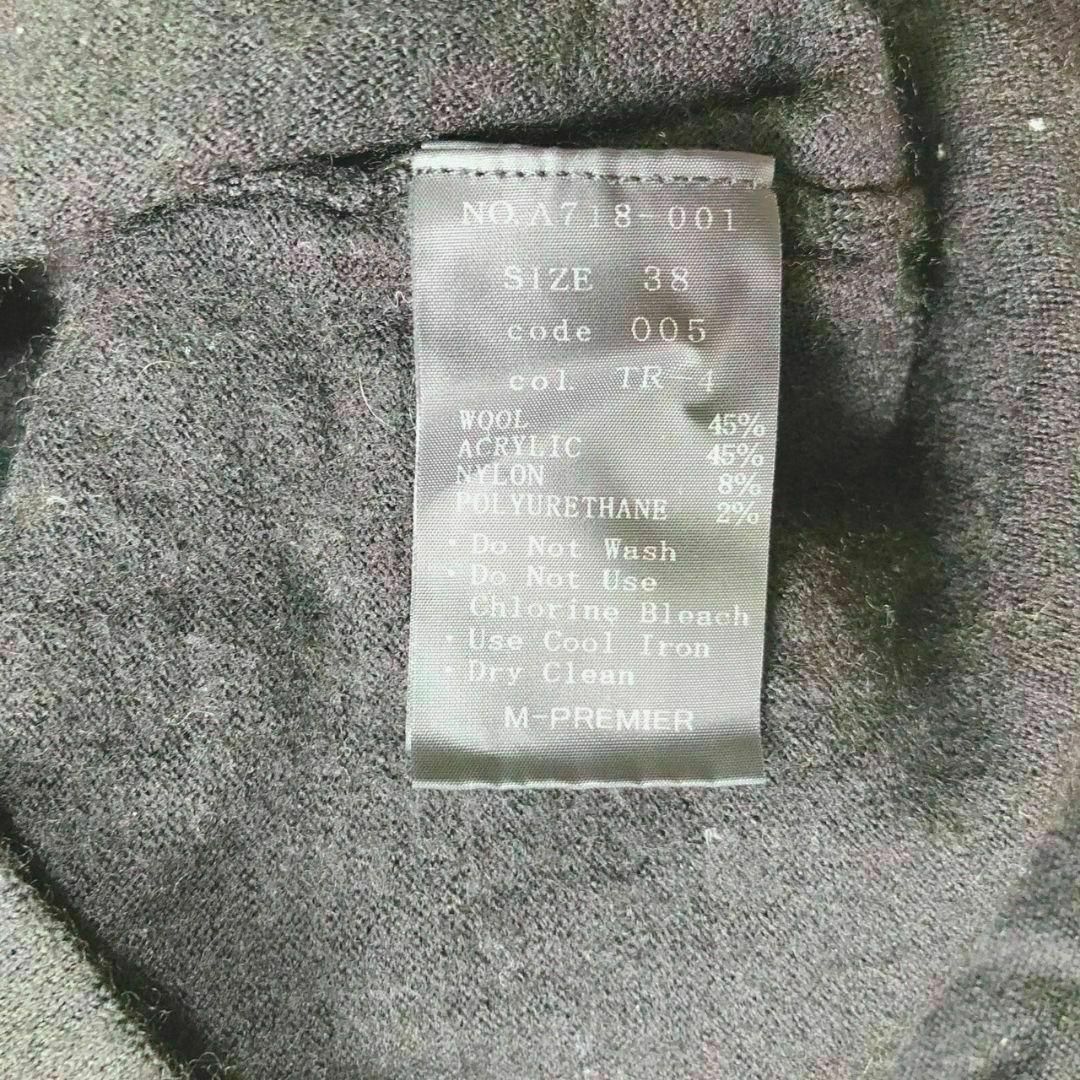 NO.A718-001
SIZE 38
code 005
col TR-4
WOOL 45%
ACRYLIC 45%
NYLON 8%
POLYURETHANE 2%
・Do Not Wash
・Do Not Use
Chlorine Bleach
・Use Cool Iron
・Dry Clean
M-PREMIER